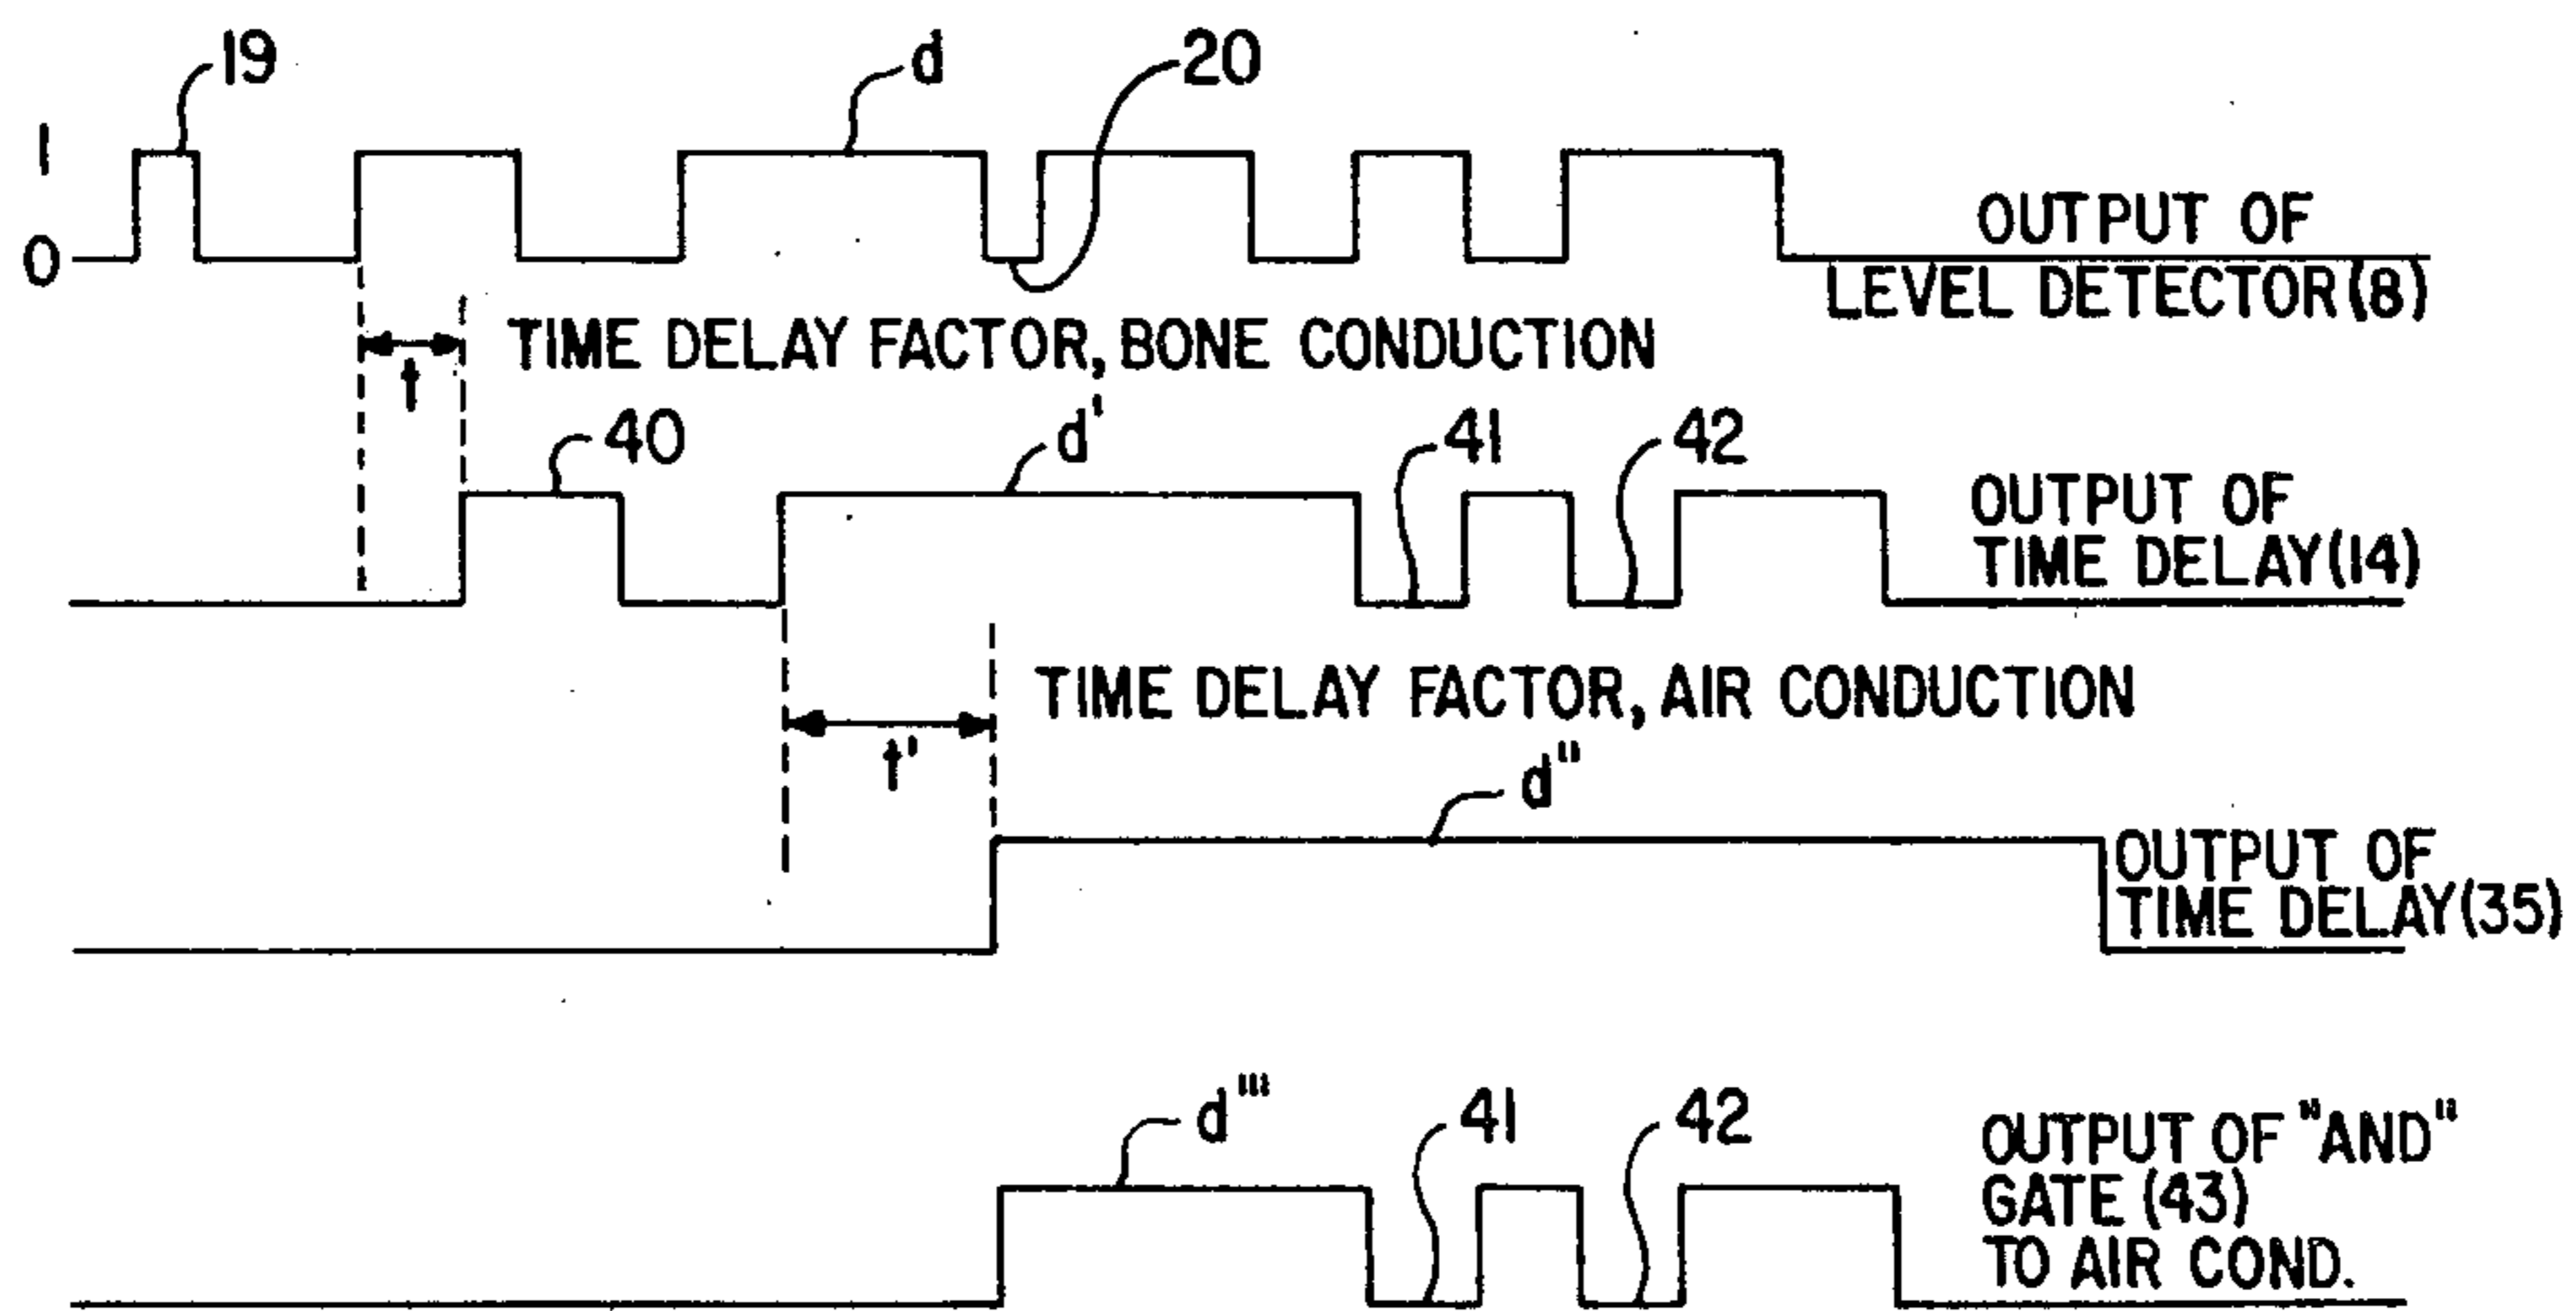 19
d
20
1
0
OUTPUT OF
LEVEL DETECTOR(8)
TIME DELAY FACTOR, BONE CONDUCTION
t
40
d'
41
42
OUTPUT OF
TIME DELAY(14)
TIME DELAY FACTOR, AIR CONDUCTION
t'
d"
OUTPUT OF
TIME DELAY(35)
d'''
41
42
OUTPUT OF "AND"
GATE (43)
TO AIR COND.